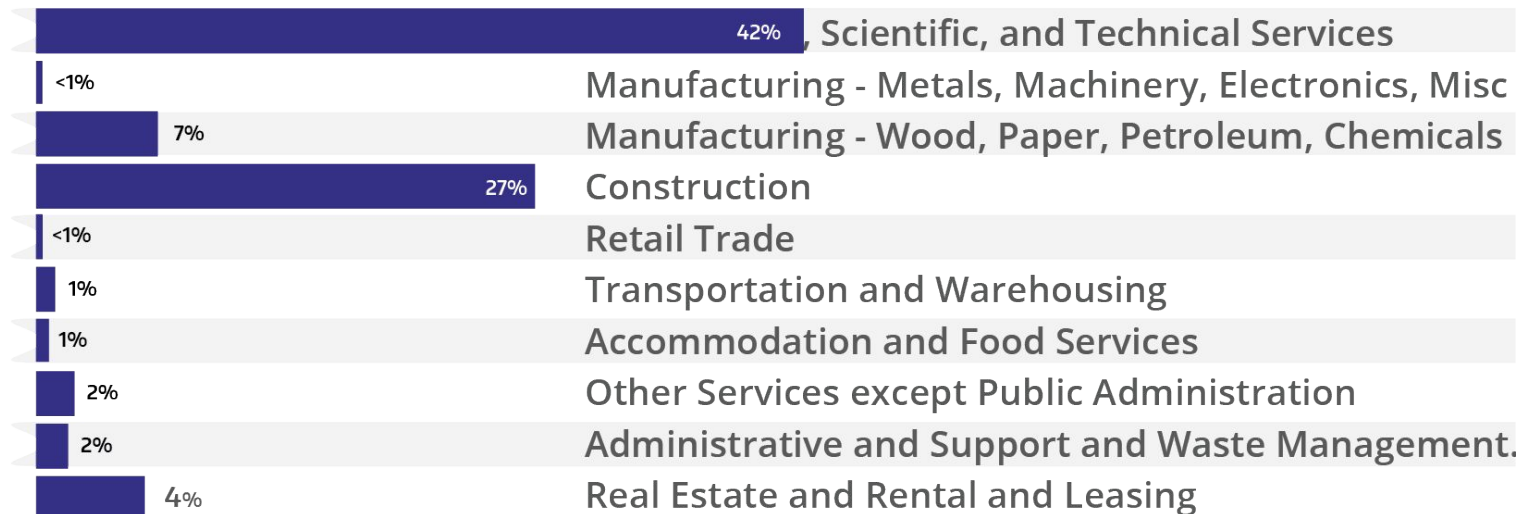 42% , Scientific, and Technical Services
<1% Manufacturing - Metals, Machinery, Electronics, Misc
7% Manufacturing - Wood, Paper, Petroleum, Chemicals
27% Construction
<1% Retail Trade
1% Transportation and Warehousing
1% Accommodation and Food Services
2% Other Services except Public Administration
2% Administrative and Support and Waste Management.
4% Real Estate and Rental and Leasing